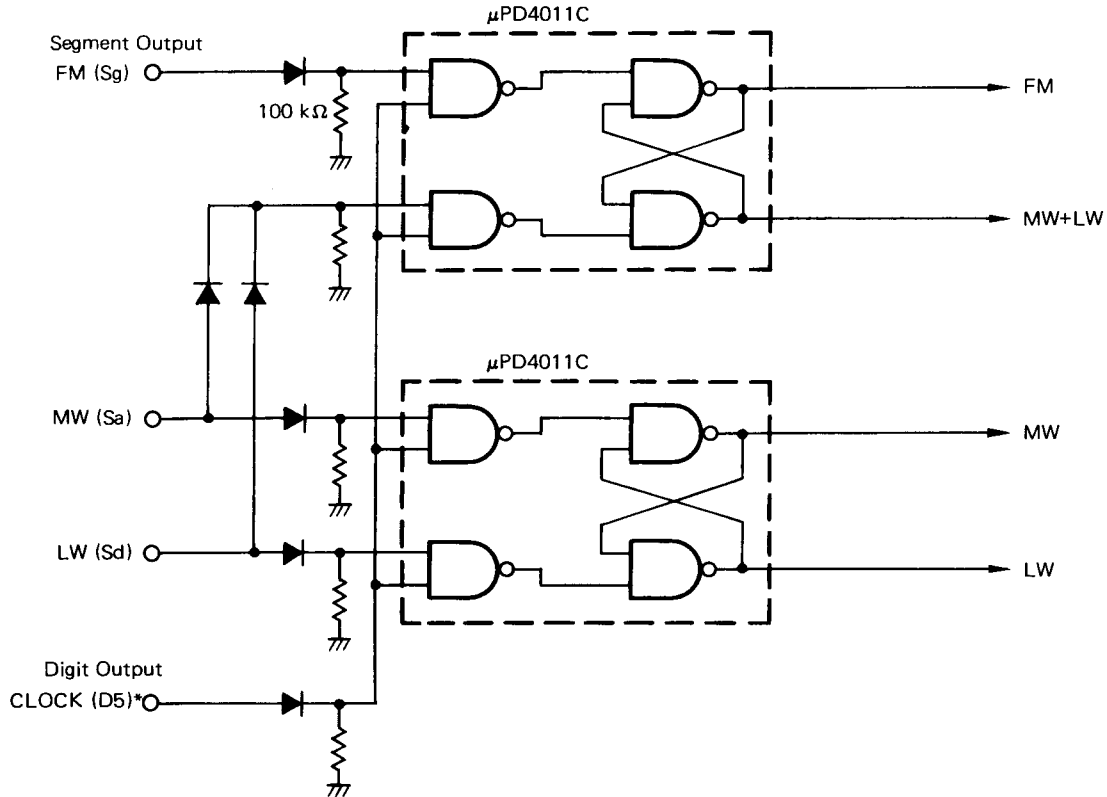 μPD4011C
Segment Output
FM (Sg)
100 kΩ
FM
MW+LW
μPD4011C
MW (Sa)
MW
LW (Sd)
LW
Digit Output
CLOCK (D5)*